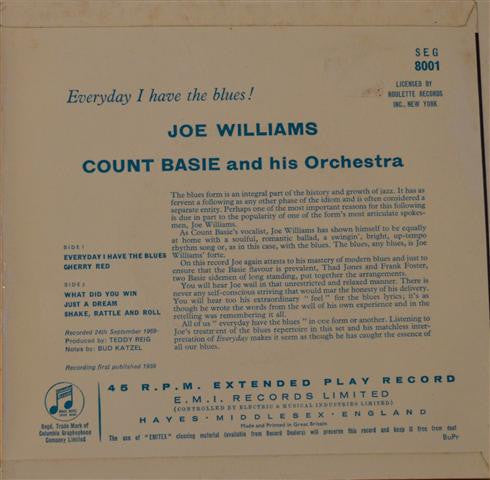 SEG
8001
LICENSED BY
ROULETTE RECORDS
INC., NEW YORK
Everyday I have the blues!
JOE WILLIAMS
COUNT BASIE and his Orchestra
The blues form is an integral part of the history and growth of jazz. It has as
fervent a following as any other phase of the idiom and is often considered a
separate entity. Perhaps one of the most important reasons for this following
is due in part to the popularity of one of the form's most articulate spokes-
men, Joe Williams.
As Count Basie's vocalist, Joe Williams has shown himself to be equally
at home with a soulful, romantic ballad, a swingin', bright, up-tempo
rhythm song or, as in this case, with the blues. The blues, any blues, is Joe
Williams' forte.
On this record Joe again attests to his mastery of modern blues and just to
ensure that the Basie flavour is prevalent, Thad Jones and Frank Foster,
two Basie sidemen of long standing, put together the arrangements.
You will hear Joe wail in that unrestricted and relaxed manner. There is
never any self-conscious striving that would mar the honesty of his delivery.
You will hear too his extraordinary "feel" for the blues lyrics; it's as
though he wrote the words from the well of his own experience and in the
retelling was remembering it all.
All of us "everyday have the blues" in one form or another. Listening to
Joe's treatment of the blues repertoire in this set and his matchless inter-
pretation of Everyday makes it seem as though he has caught the essence of
all our blues.
SIDE 1
EVERYDAY I HAVE THE BLUES
CHERRY RED
SIDE 2
WHAT DID YOU WIN
JUST A DREAM
SHAKE, RATTLE AND ROLL
Recorded 24th September 1959
Produced by: TEDDY REIG
Notes by: BUD KATZEL
Recording first published 1959
Regd. Trade Mark of
Columbia Graphophone
Company Limited
45 R.P.M. EXTENDED PLAY RECORD
E.M.I. RECORDS LIMITED
(CONTROLLED BY ELECTRIC & MUSICAL INDUSTRIES LIMITED)
HAYES · MIDDLESEX · ENGLAND
Made and Printed in Great Britain
The use of "EMITEX" cleaning material (available from Record Dealers) will preserve this record and keep it free from dust
BuPr